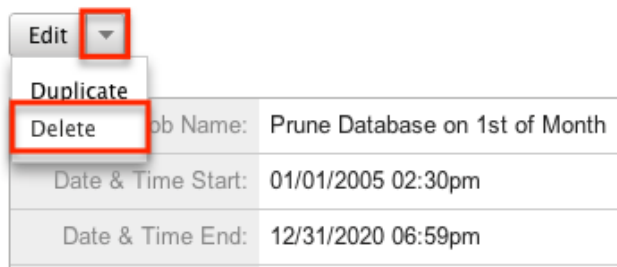 Edit
Duplicate
Delete
ob Name: Prune Database on 1st of Month
Date & Time Start: 01/01/2005 02:30pm
Date & Time End: 12/31/2020 06:59pm